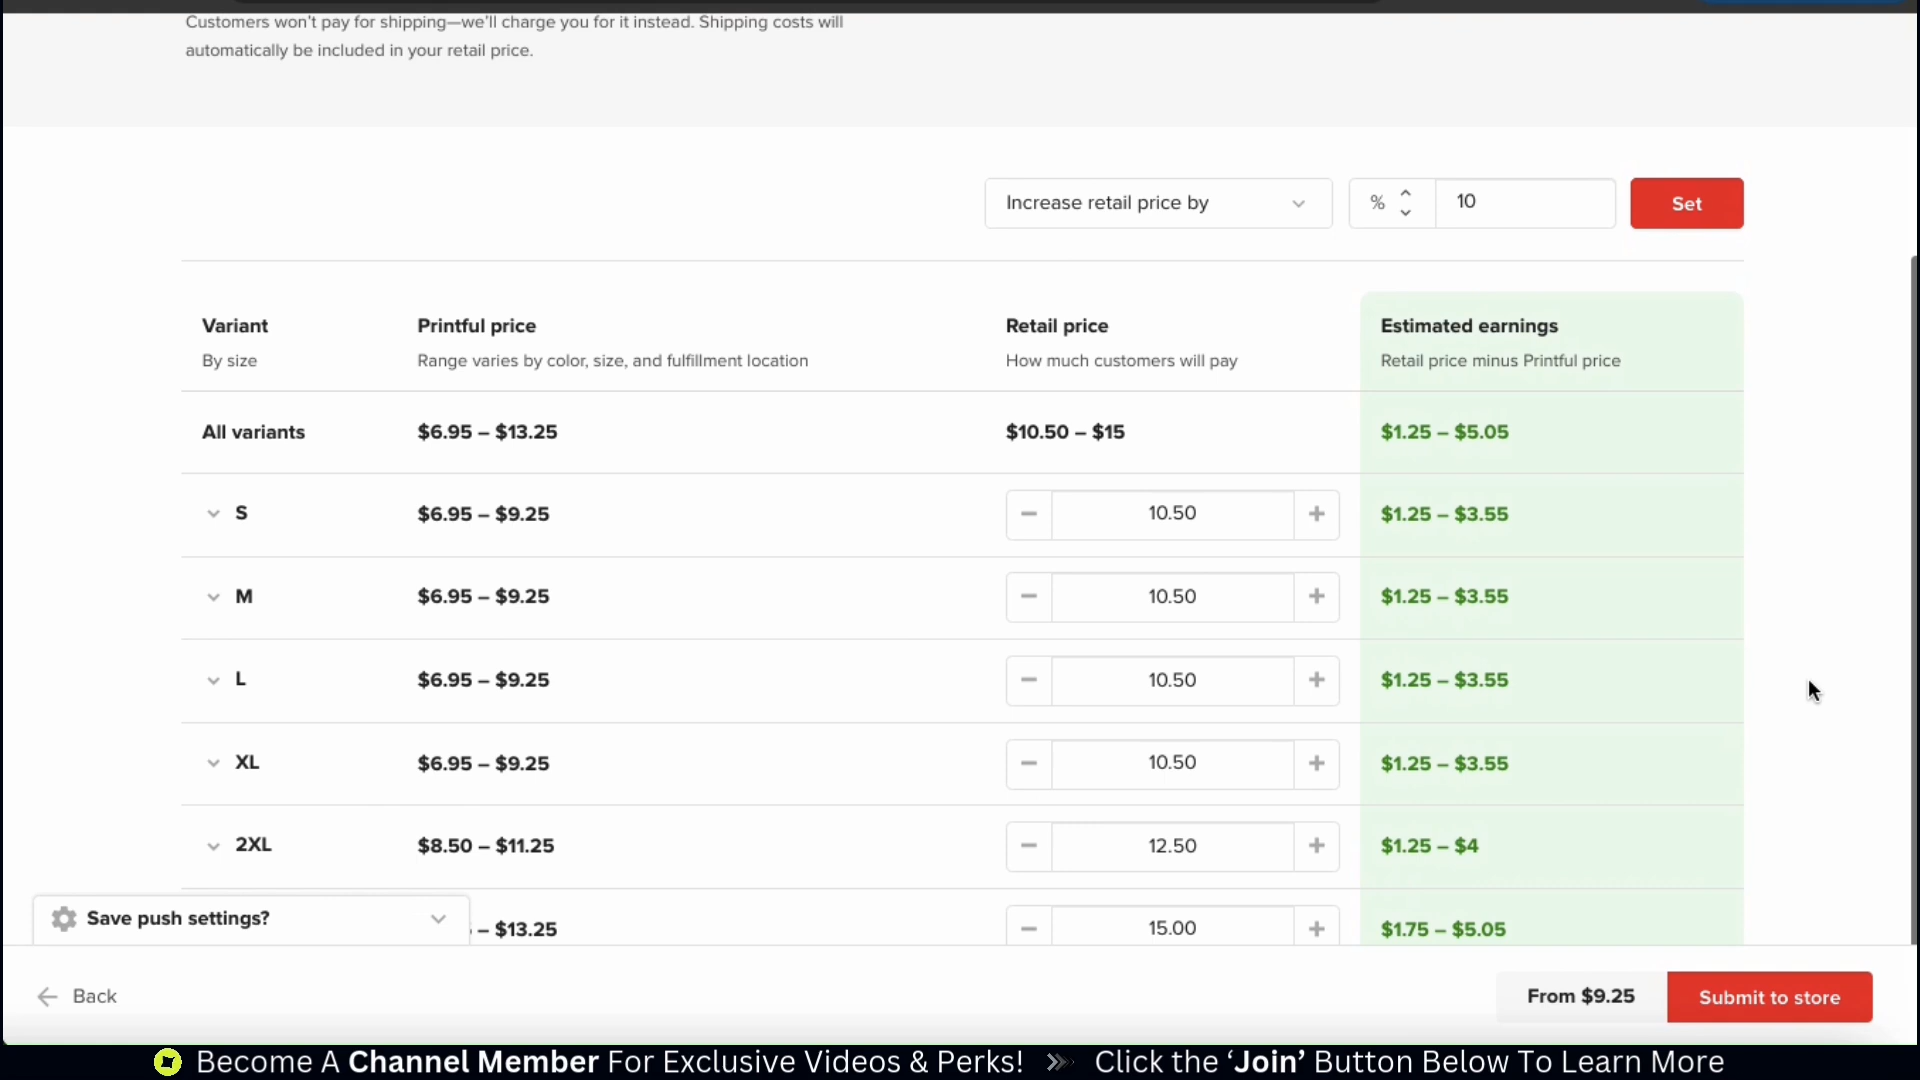 Customers won't pay for shipping—we'll charge you for it instead. Shipping costs will
automatically be included in your retail price.
Increase retail price by % 10 Set
Variant Printful price Retail price Estimated earnings
By size Range varies by color, size, and fulfillment location How much customers will pay Retail price minus Printful price
All variants $6.95 – $13.25 $10.50 – $15 $1.25 – $5.05
S $6.95 – $9.25 – 10.50 + $1.25 – $3.55
M $6.95 – $9.25 – 10.50 + $1.25 – $3.55
L $6.95 – $9.25 – 10.50 + $1.25 – $3.55
XL $6.95 – $9.25 – 10.50 + $1.25 – $3.55
2XL $8.50 – $11.25 – 12.50 + $1.25 – $4
Save push settings? – $13.25 – 15.00 + $1.75 – $5.05
Back From $9.25 Submit to store
Become A Channel Member For Exclusive Videos & Perks! Click the ‘Join’ Button Below To Learn More